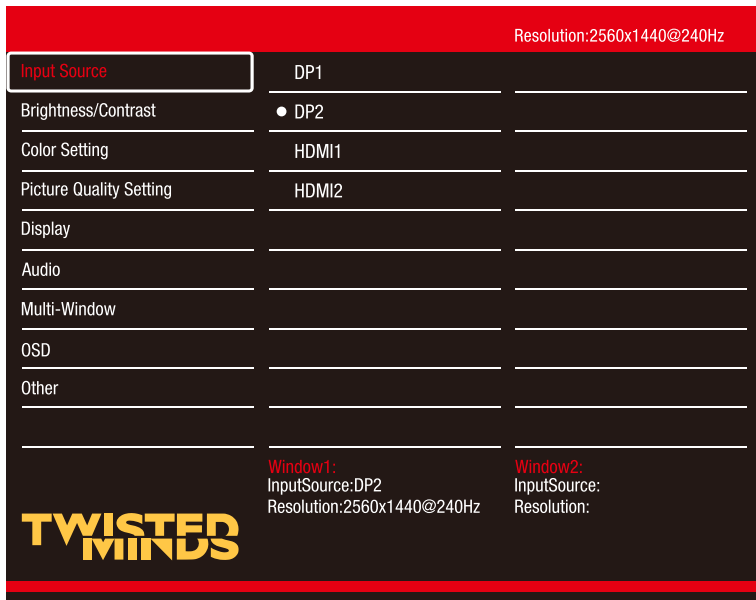 Resolution:2560x1440@240Hz
Input Source
DP1
Brightness/Contrast
DP2
Color Setting
HDMI1
Picture Quality Setting
HDMI2
Display
Audio
Multi-Window
OSD
Other
Window1:
InputSource:DP2
Resolution:2560x1440@240Hz
Window2:
InputSource:
Resolution:
TWISTED
MINDS